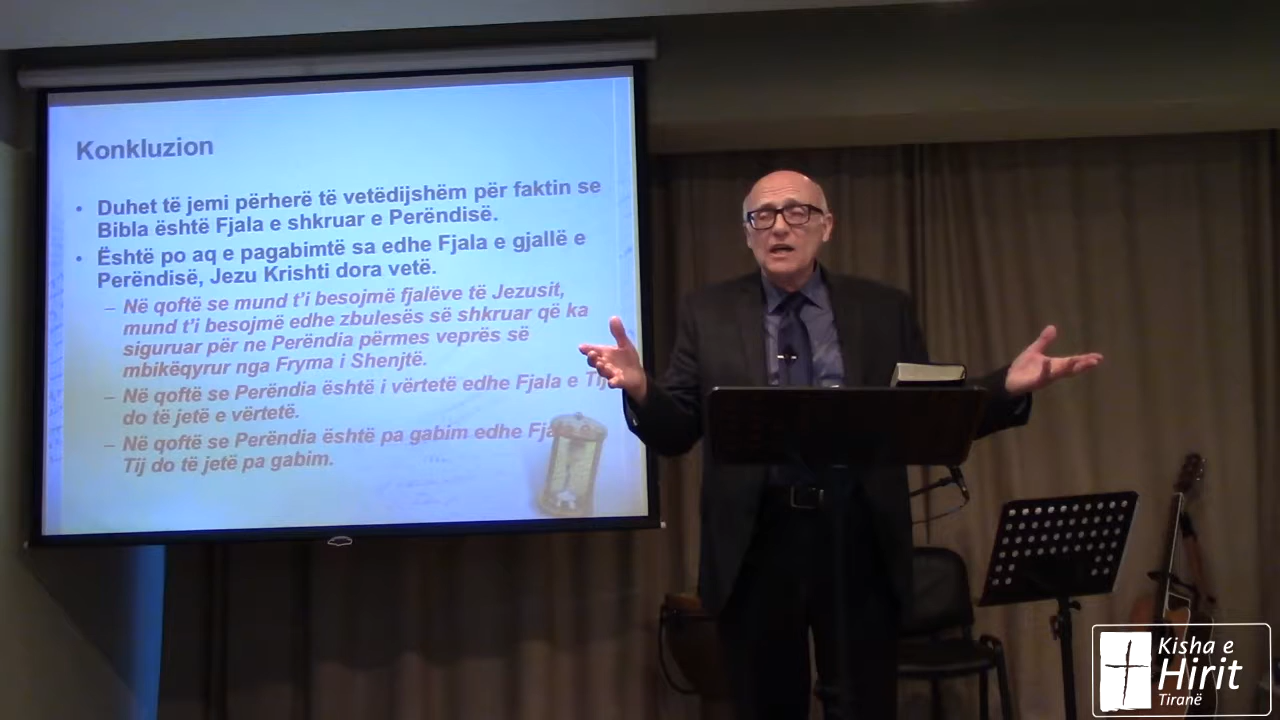 Konkluzion
• Duhet të jemi përherë të vetëdijshëm për faktin se
Bibla është Fjala e shkruar e Perëndisë.
• Është po aq e pagabimtë sa edhe Fjala e gjallë e
Perëndisë, Jezu Krishti dora vetë.
– Në qoftë se mund t'i besojmë fjalëve të Jezusit,
mund t'i besojmë edhe zbulesës së shkruar që ka
siguruar për ne Perëndia përmes veprës së
mbikëqyrur nga Fryma i Shenjtë.
– Në qoftë se Perëndia është i vërtetë edhe Fjala e Tij
do të jetë e vërtetë.
– Në qoftë se Perëndia është pa gabim edhe
Tij do të jetë pa gabim.
Kisha e
Hirit
Tiranë